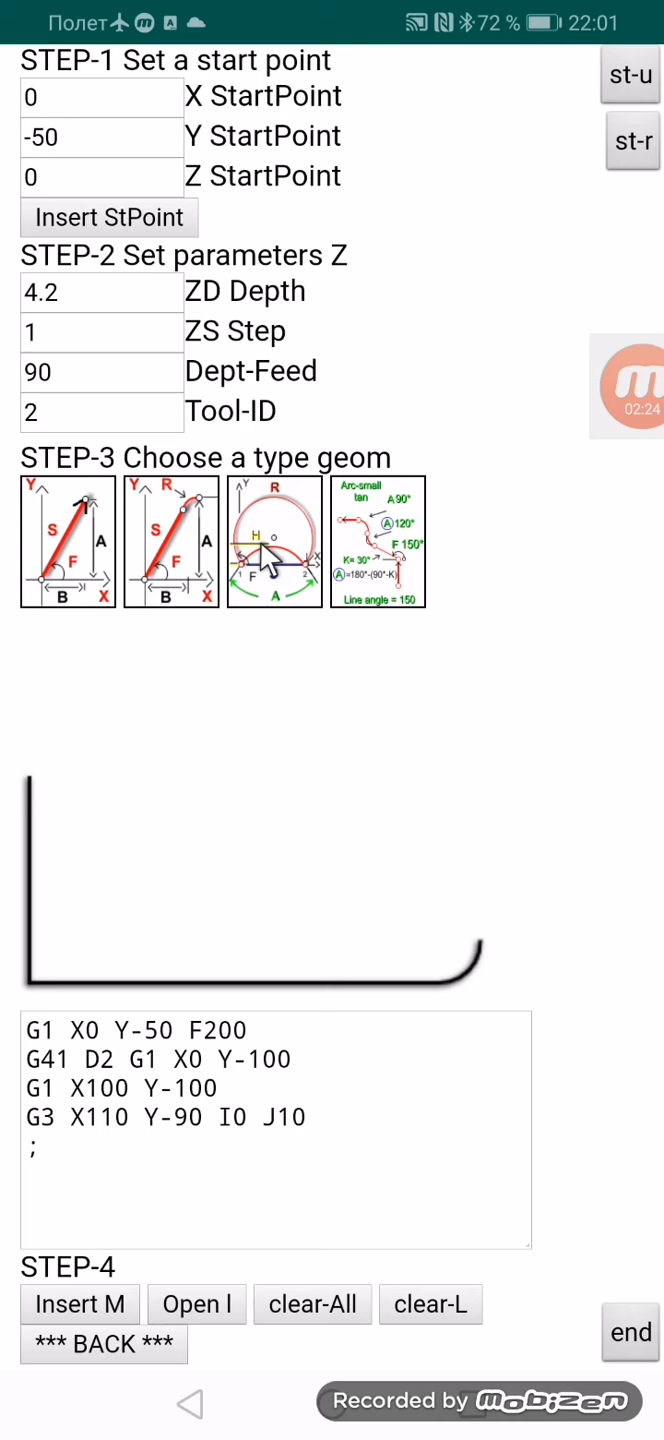 Полет 72 % 22:01
STEP-1 Set a start point
st-u
0 X StartPoint
-50 Y StartPoint
st-r
0 Z StartPoint
Insert StPoint
STEP-2 Set parameters Z
4.2 ZD Depth
1 ZS Step
90 Dept-Feed
02:24
2 Tool-ID
STEP-3 Choose a type geom
Y S A F B X
Y R S A F B X
Y R H o X 1 F 2 A
Arc-small
tan A 90°
A 120°
F 150°
K= 30°
A=180°-(90°-K)
Line angle = 150
G1 X0 Y-50 F200
G41 D2 G1 X0 Y-100
G1 X100 Y-100
G3 X110 Y-90 I0 J10
;
STEP-4
Insert M Open l clear-All clear-L
*** BACK *** end
Recorded by mobizen